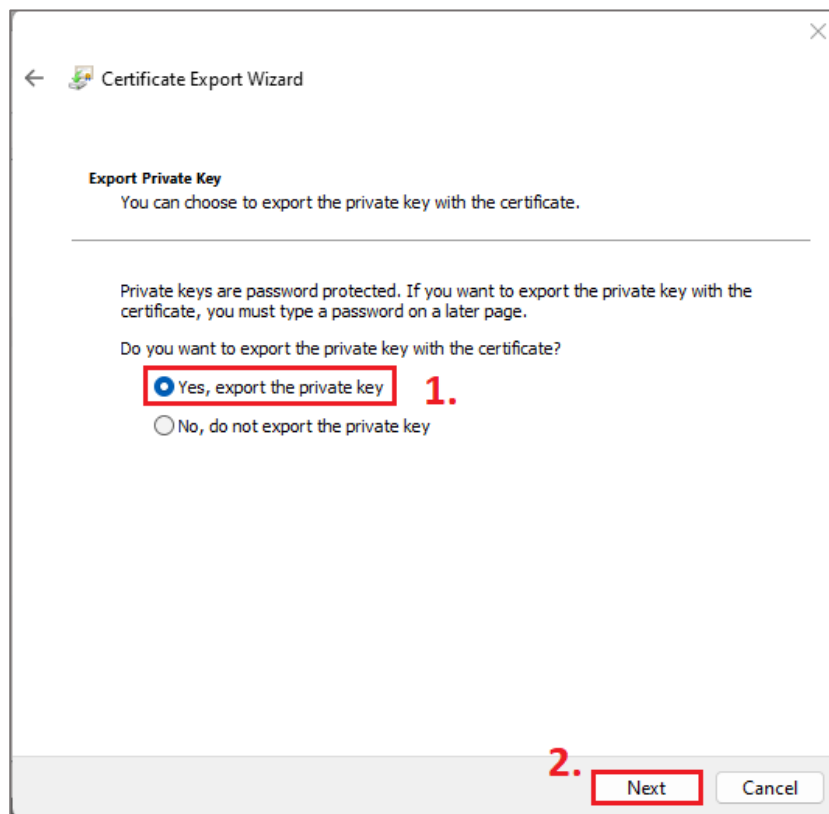 Certificate Export Wizard
Export Private Key
You can choose to export the private key with the certificate.
Private keys are password protected. If you want to export the private key with the
certificate, you must type a password on a later page.
Do you want to export the private key with the certificate?
Yes, export the private key 1.
No, do not export the private key
2.
Next Cancel